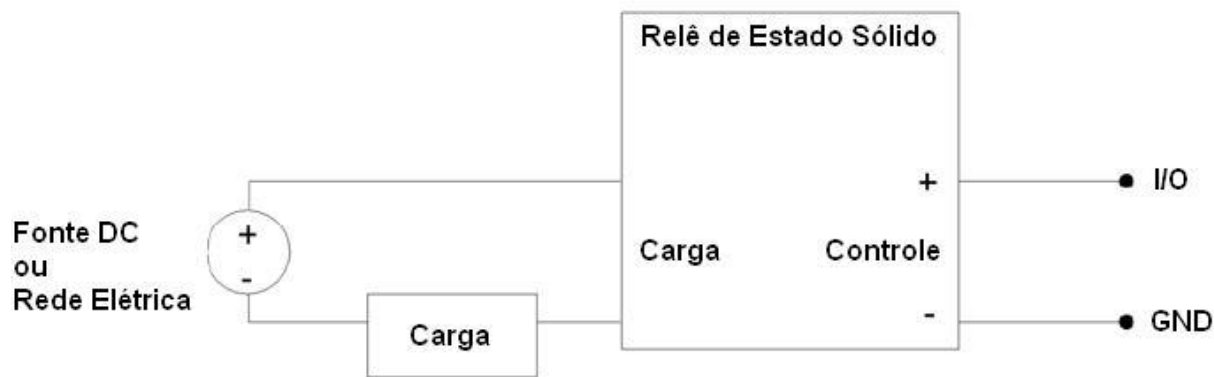 Relê de Estado Sólido
+
I/O
Fonte DC
ou
Rede Elétrica
+
-
Carga
Controle
Carga
-
GND